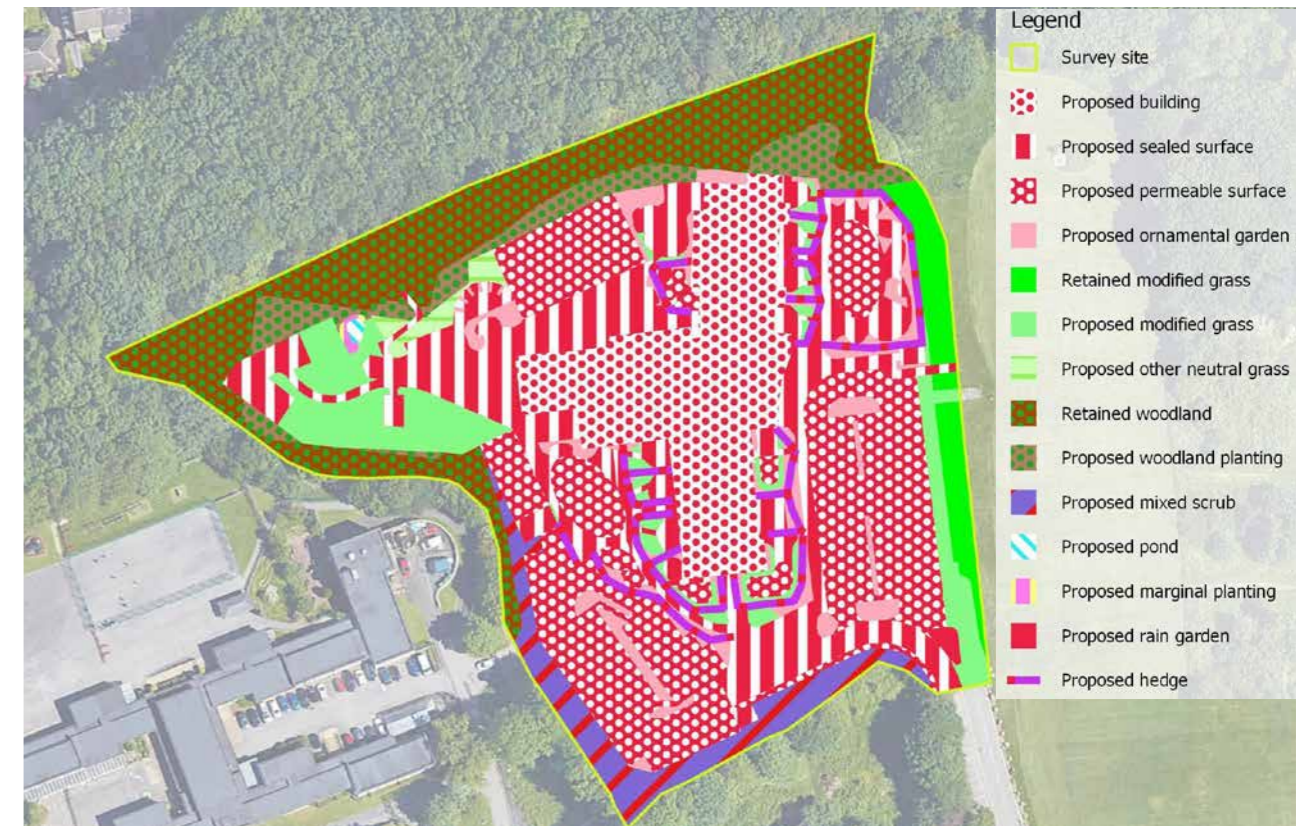 Legend
Survey site
Proposed building
Proposed sealed surface
Proposed permeable surface
Proposed ornamental garden
Retained modified grass
Proposed modified grass
Proposed other neutral grass
Retained woodland
Proposed woodland planting
Proposed mixed scrub
Proposed pond
Proposed marginal planting
Proposed rain garden
Proposed hedge